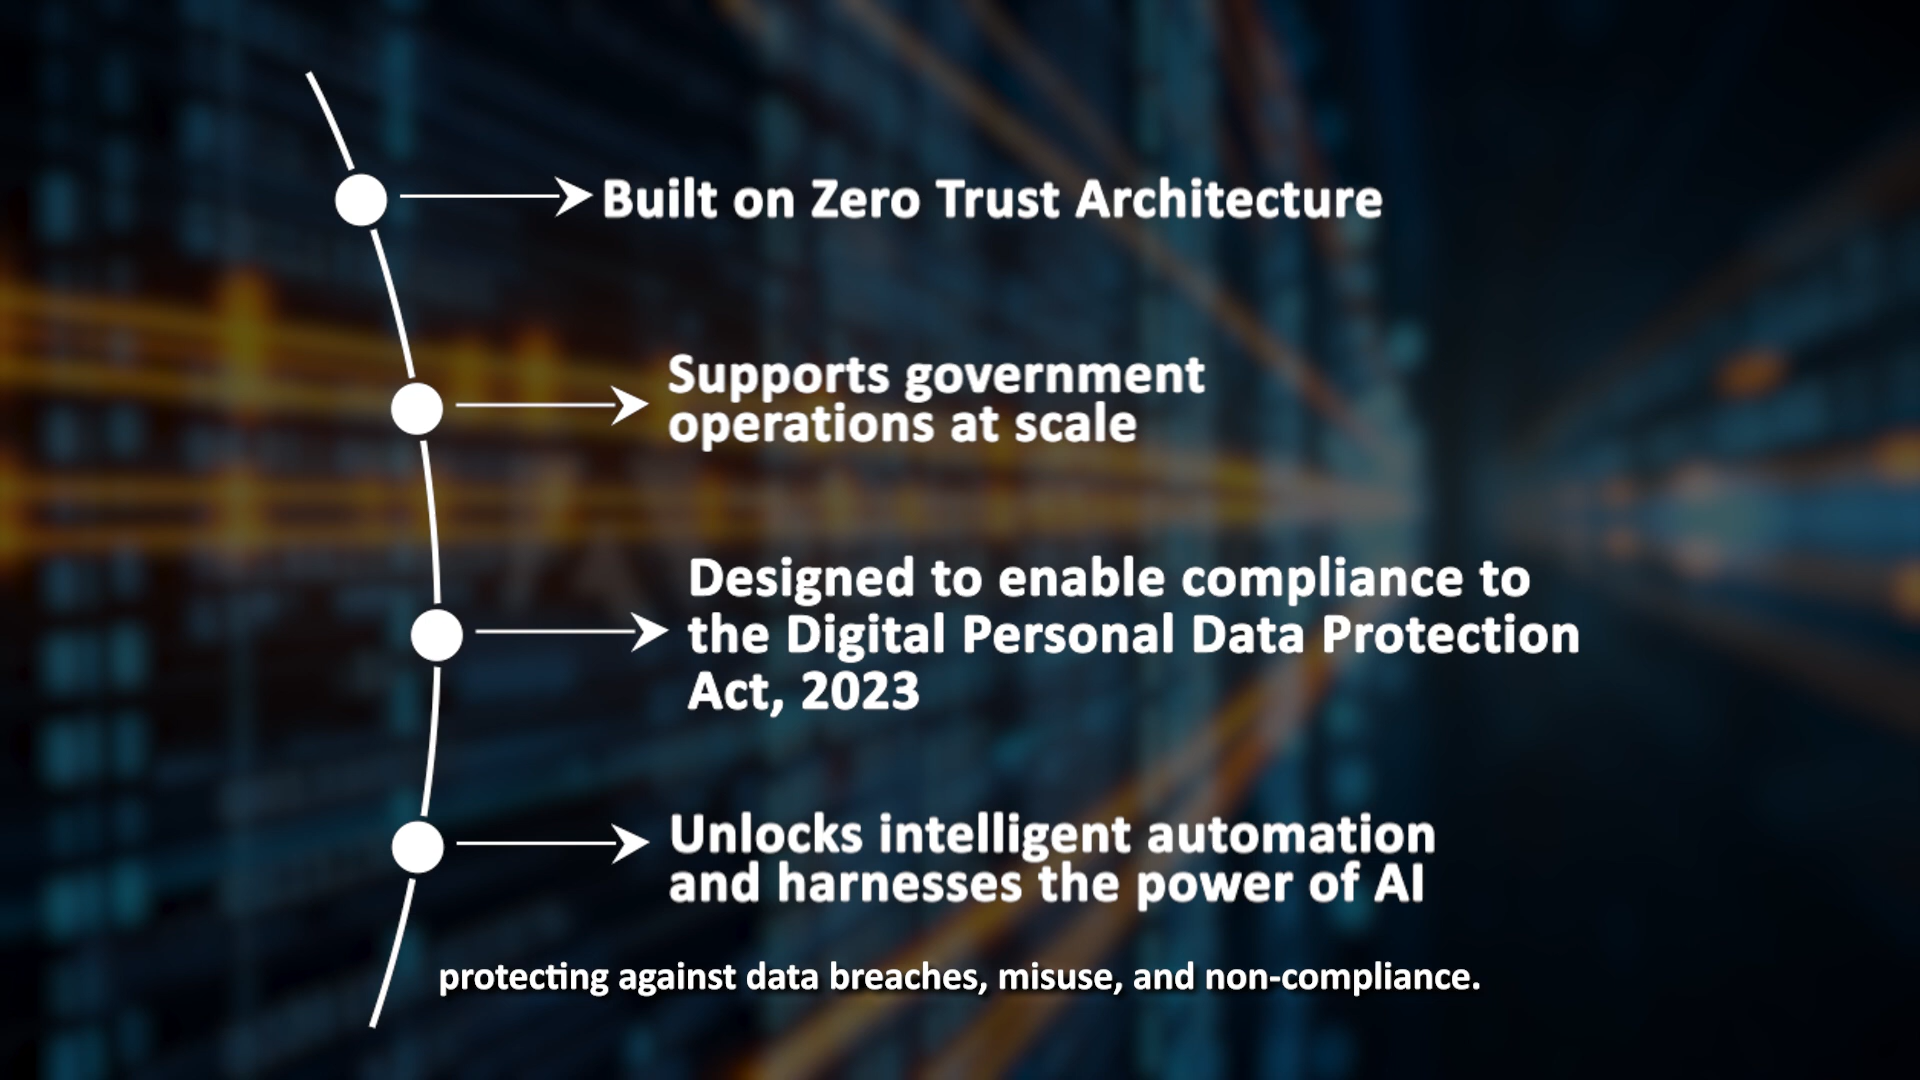 Built on Zero Trust Architecture
Supports government
operations at scale
Designed to enable compliance to
the Digital Personal Data Protection
Act, 2023
Unlocks intelligent automation
and harnesses the power of AI
protecting against data breaches, misuse, and non-compliance.